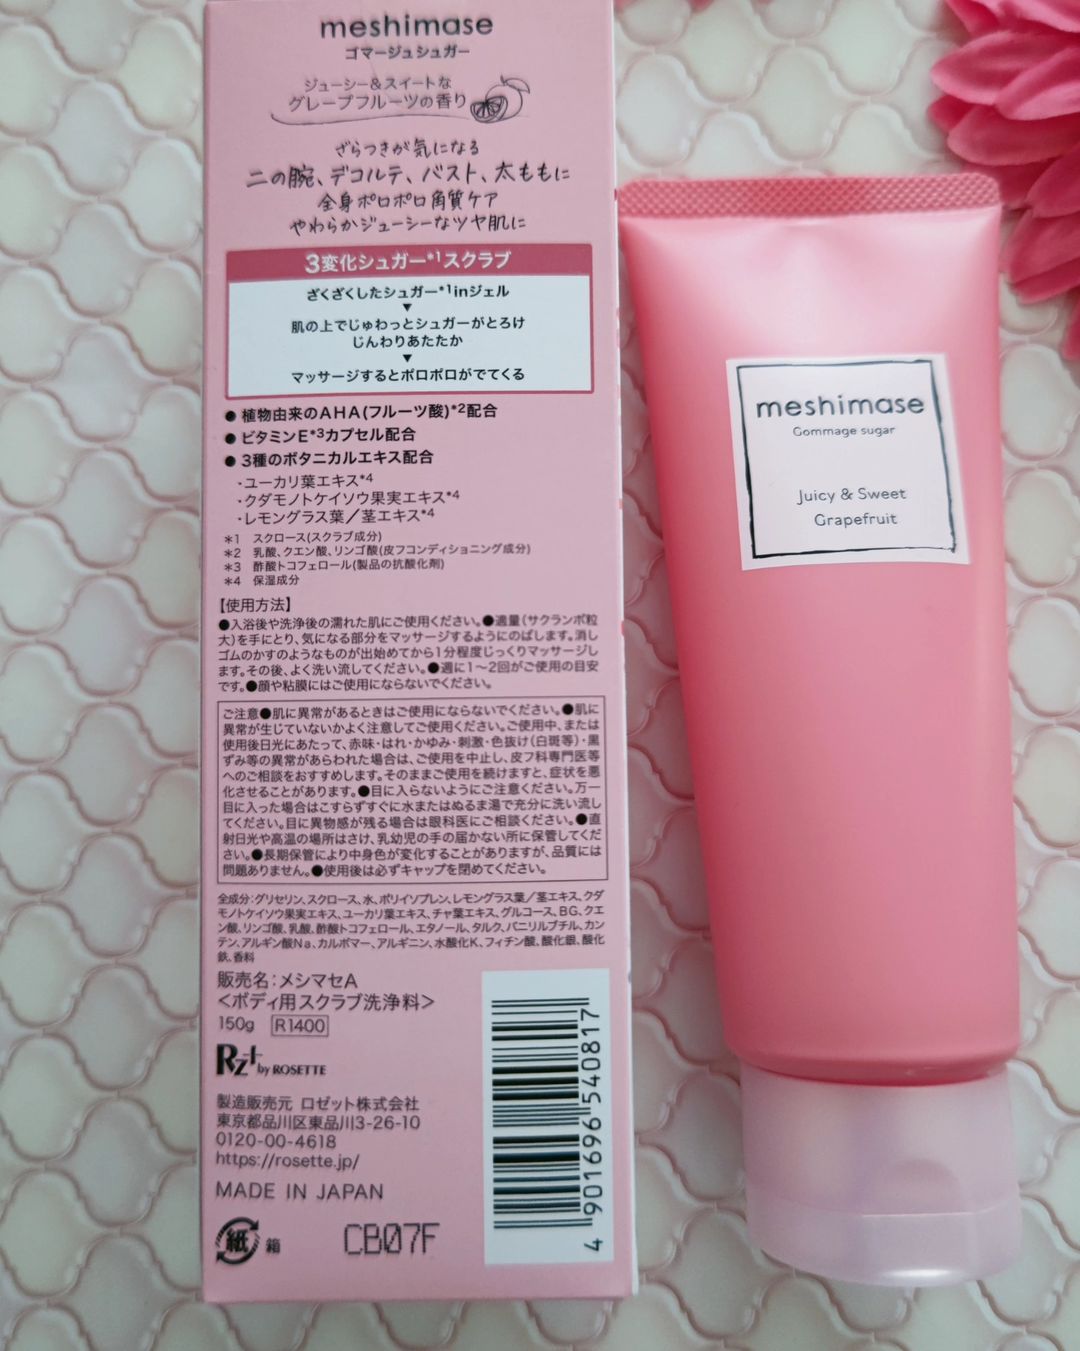 meshimase
ゴマージュシュガー
ジューシー&スイートな
グレープフルーツの香り
ざらつきが気になる
二の腕、デコルテ、バスト、太ももに
全身ポロポロ角質ケア
やわらかジューシーなツヤ肌に
3変化シュガー*1スクラブ
ざくざくしたシュガー*1inジェル
▼
肌の上でじゅわっとシュガーがとろけ
じんわりあたたか
▼
マッサージするとポロポロがでてくる
●植物由来のAHA(フルーツ酸)*2配合
●ビタミンE*3カプセル配合
●3種のボタニカルエキス配合
・ユーカリ葉エキス*4
・クダモノトケイソウ果実エキス*4
・レモングラス葉/茎エキス*4
*1 スクロース(スクラブ成分)
*2 乳酸、クエン酸、リンゴ酸(皮フコンディショニング成分)
*3 酢酸トコフェロール(製品の抗酸化剤)
*4 保湿成分
【使用方法】
●入浴後や洗浄後の濡れた肌にご使用ください。●適量(サクランボ粒
大)を手にとり、気になる部分をマッサージするようにのばします。消し
ゴムのかすのようなものが出始めてから1分程度じっくりマッサージし
ます。その後、よく洗い流してください。●週に1〜2回がご使用の目安
です。●顔や粘膜にはご使用にならないでください。
ご注意●肌に異常があるときはご使用にならないでください。●肌に
異常が生じていないかよく注意してご使用ください。ご使用中、または
使用後日光にあたって、赤味・はれ・かゆみ・刺激・色抜け(白斑等)・黒
ずみ等の異常があらわれた場合は、ご使用を中止し、皮フ科専門医等
へのご相談をおすすめします。そのままご使用を続けますと、症状を悪
化させることがあります。●目に入らないようにご注意ください。万一
目に入った場合はこすらずすぐに水またはぬるま湯で充分に洗い流し
てください。目に異物感が残る場合は眼科医にご相談ください。●直
射日光や高温の場所はさけ、乳幼児の手の届かない所に保管してくだ
さい。●長期保管により中身色が変化することがありますが、品質には
問題ありません。●使用後は必ずキャップを閉めてください。
全成分:グリセリン、スクロース、水、ポリイソプレン、レモングラス葉/茎エキス、クダ
モノトケイソウ果実エキス、ユーカリ葉エキス、チャ葉エキス、グルコース、BG、クエ
ン酸、リンゴ酸、乳酸、酢酸トコフェロール、エタノール、タルク、バニリルブチル、カン
テン、アルギン酸Na、カルボマー、アルギニン、水酸化K、フィチン酸、酸化銀、酸化
鉄、香料
販売名:メシマセA
<ボディ用スクラブ洗浄料>
150g R1400
Rz+ by ROSETTE
製造販売元 ロゼット株式会社
東京都品川区東品川3-26-10
0120-00-4618
https://rosette.jp/
MADE IN JAPAN
紙 箱 CB07F
4 901696 540817
meshimase
Gommage sugar
Juicy & Sweet
Grapefruit